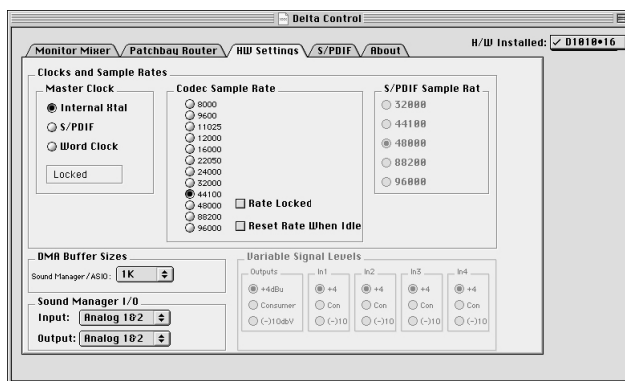 Delta Control
H/W Installed: ✓ D1010•16
Monitor Mixer Patchbay Router HW Settings S/PDIF About
Clocks and Sample Rates
Master Clock
Internal Xtal
S/PDIF
Word Clock
Locked
Codec Sample Rate
8000
9600
11025
12000
16000
22050
24000
32000
44100
48000
88200
96000
Rate Locked
Reset Rate When Idle
S/PDIF Sample Rat
32000
44100
48000
88200
96000
DMA Buffer Sizes
Sound Manager/ASIO: 1K
Sound Manager I/O
Input: Analog 1&2
Output: Analog 1&2
Variable Signal Levels
Outputs
+4dBu
Consumer
(-)10dbV
In1
+4
Con
(-)10
In2
+4
Con
(-)10
In3
+4
Con
(-)10
In4
+4
Con
(-)10